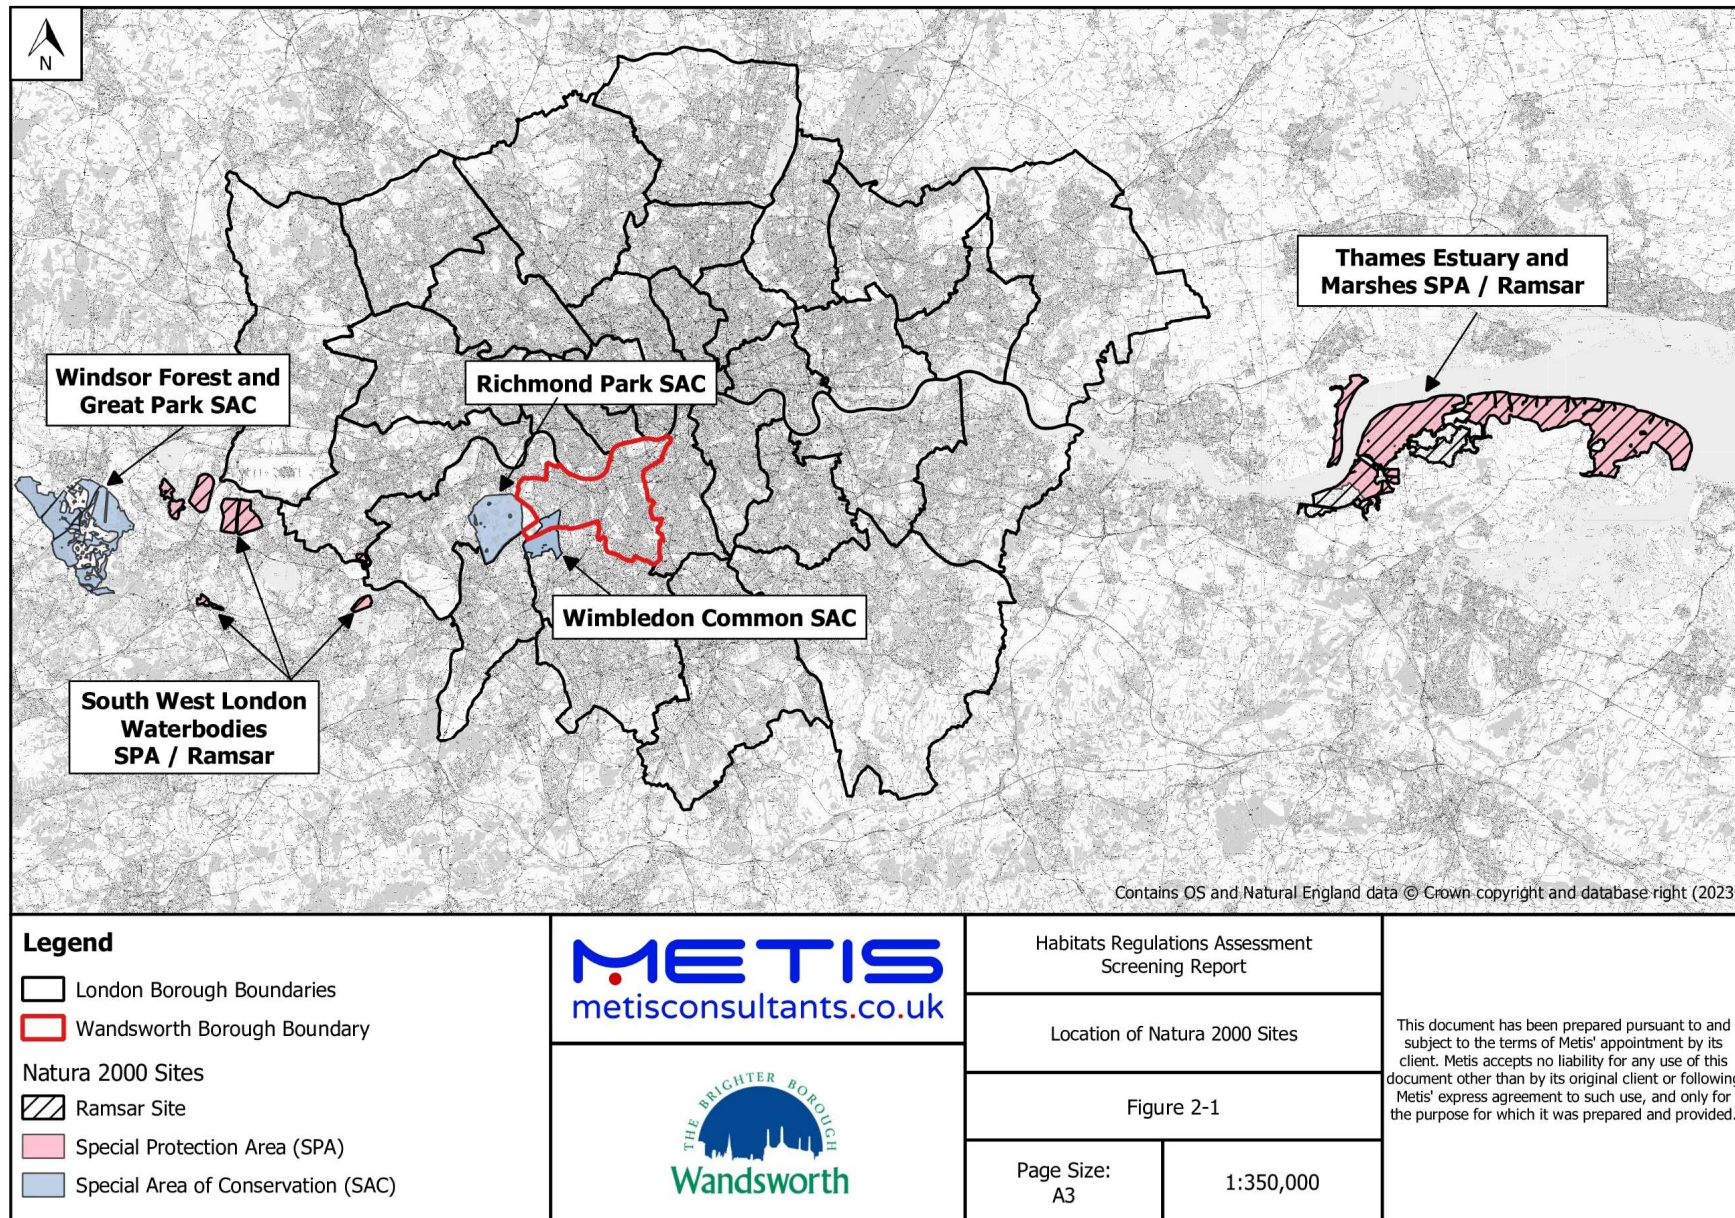 N
Thames Estuary and
Marshes SPA / Ramsar
Windsor Forest and
Great Park SAC
Richmond Park SAC
Wimbledon Common SAC
South West London
Waterbodies
SPA / Ramsar
Contains OS and Natural England data © Crown copyright and database right (2023
Legend
London Borough Boundaries
Wandsworth Borough Boundary
Natura 2000 Sites
Ramsar Site
Special Protection Area (SPA)
Special Area of Conservation (SAC)
METIS
metisconsultants.co.uk
THE BRIGHTER BOROUGH
Wandsworth
Habitats Regulations Assessment
Screening Report
Location of Natura 2000 Sites
Figure 2-1
Page Size:
A3
1:350,000
This document has been prepared pursuant to and
subject to the terms of Metis' appointment by its
client. Metis accepts no liability for any use of this
document other than by its original client or following
Metis' express agreement to such use, and only for
the purpose for which it was prepared and provided.